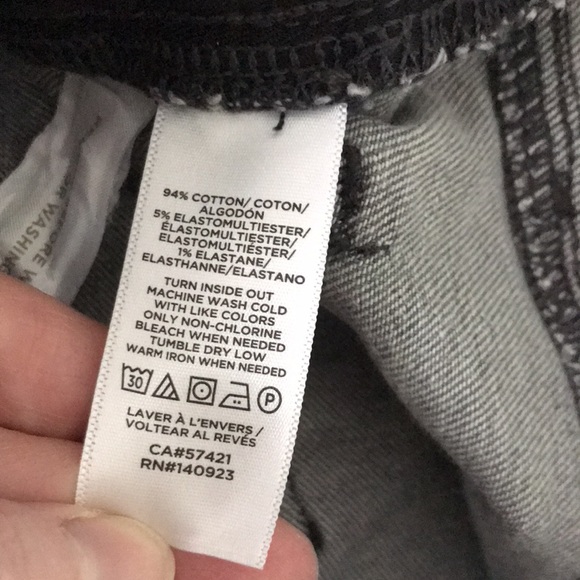 94% COTTON/ COTON/
ALGODÓN
5% ELASTOMULTIESTER/
ÉLASTOMULTIESTER/
ELASTOMULTIÉSTER/
1% ELASTANE/
ELASTHANNE/ELASTANO
TURN INSIDE OUT
MACHINE WASH COLD
WITH LIKE COLORS
ONLY NON-CHLORINE
BLEACH WHEN NEEDED
TUMBLE DRY LOW
WARM IRON WHEN NEEDED
30 P
LAVER À L'ENVERS /
VOLTEAR AL REVÉS
CA#57421
RN#140923
WASHING